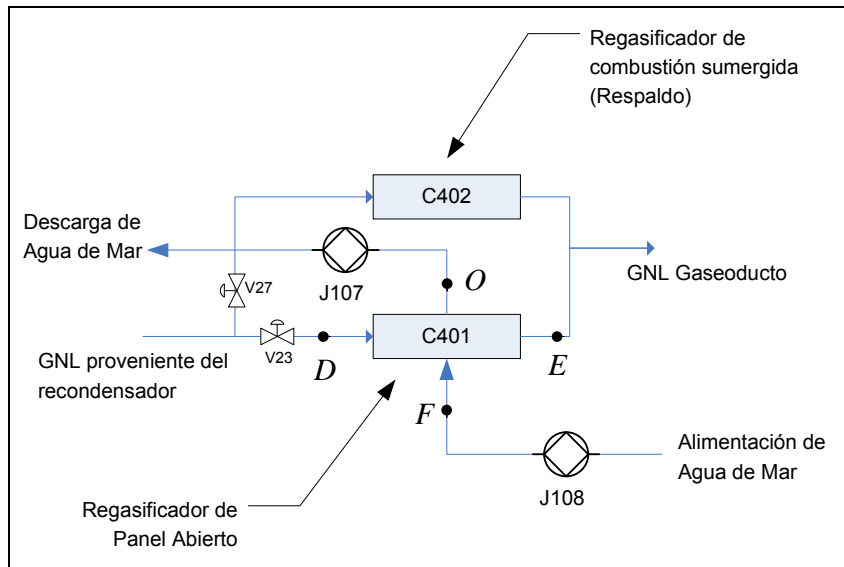 Regasificador de
combustión sumergida
(Respaldo)
C402
Descarga de
Agua de Mar
GNL Gaseoducto
J107
O
V27
C401
GNL proveniente del
recondensador
V23
D
E
F
Alimentación de
Agua de Mar
J108
Regasificador de
Panel Abierto